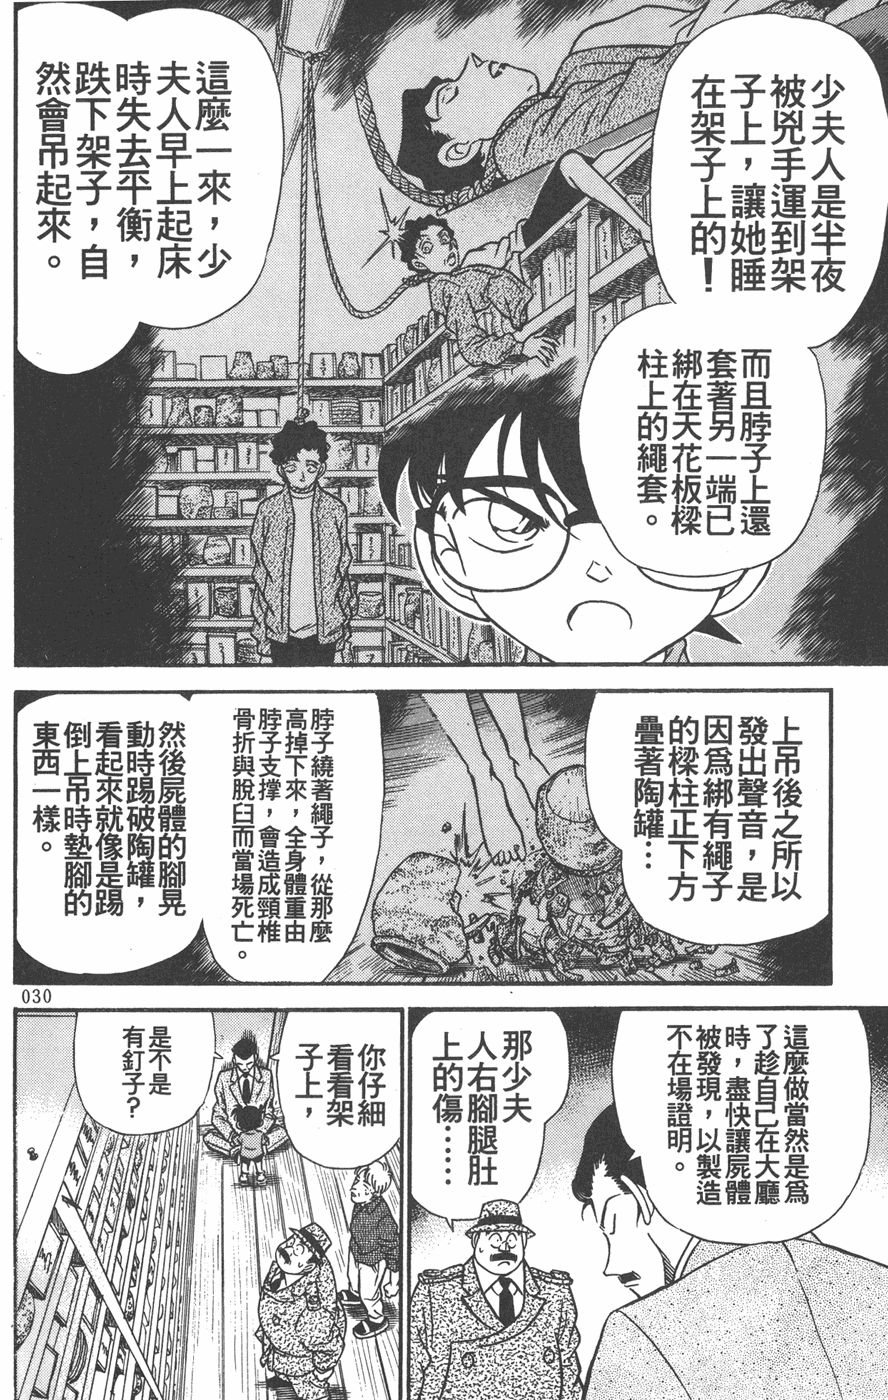 少夫人是半夜
被兇手運到架
子上，讓她睡
在架子上的！
而且脖子上還
套著另一端已
綁在天花板樑
柱上的繩套。
這麼一來，少
夫人早上起床
時失去平衡，
跌下架子，自
然會吊起來。
上吊後之所以
發出聲音，是
因為綁有繩子
的樑柱正下方
疊著陶罐…
脖子繞著繩子，從那麼
高掉下來，全身體重由
脖子支撐，會造成頸椎
骨折與脫臼而當場死亡。
然後屍體的腳晃
動時踢破陶罐，
看起來就像是踢
倒上吊時墊腳的
東西一樣。
030
這麼做當然是為
了趁自己在大廳
時，盡快讓屍體
被發現，以製造
不在場證明。
那少夫
人右腳腿肚
上的傷……
你仔細
看看架
子上，
是不是
有釘子？